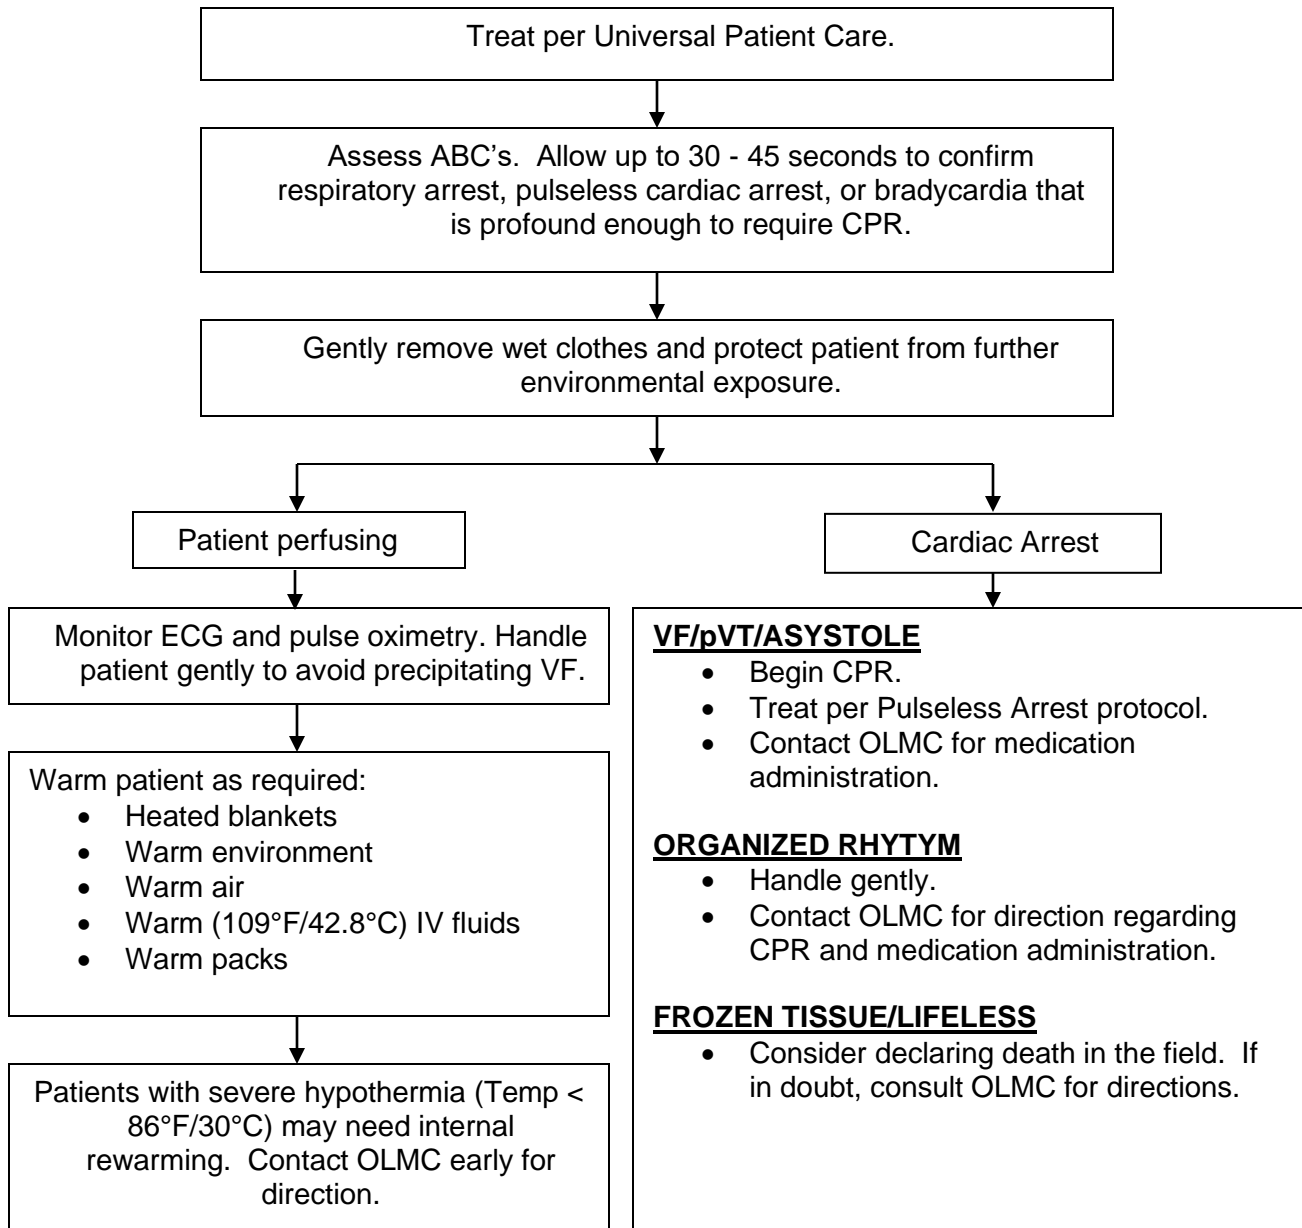 Treat per Universal Patient Care.
Assess ABC’s.  Allow up to 30 - 45 seconds to confirm
respiratory arrest, pulseless cardiac arrest, or bradycardia that
is profound enough to require CPR.
Gently remove wet clothes and protect patient from further
environmental exposure.
Patient perfusing
Monitor ECG and pulse oximetry. Handle
patient gently to avoid precipitating VF.
Warm patient as required:
• Heated blankets
• Warm environment
• Warm air
• Warm (109°F/42.8°C) IV fluids
• Warm packs
Patients with severe hypothermia (Temp <
86°F/30°C) may need internal
rewarming.  Contact OLMC early for
direction.
Cardiac Arrest
VF/pVT/ASYSTOLE
• Begin CPR.
• Treat per Pulseless Arrest protocol.
• Contact OLMC for medication
administration.
ORGANIZED RHYTYM
• Handle gently.
• Contact OLMC for direction regarding
CPR and medication administration.
FROZEN TISSUE/LIFELESS
• Consider declaring death in the field.  If
in doubt, consult OLMC for directions.